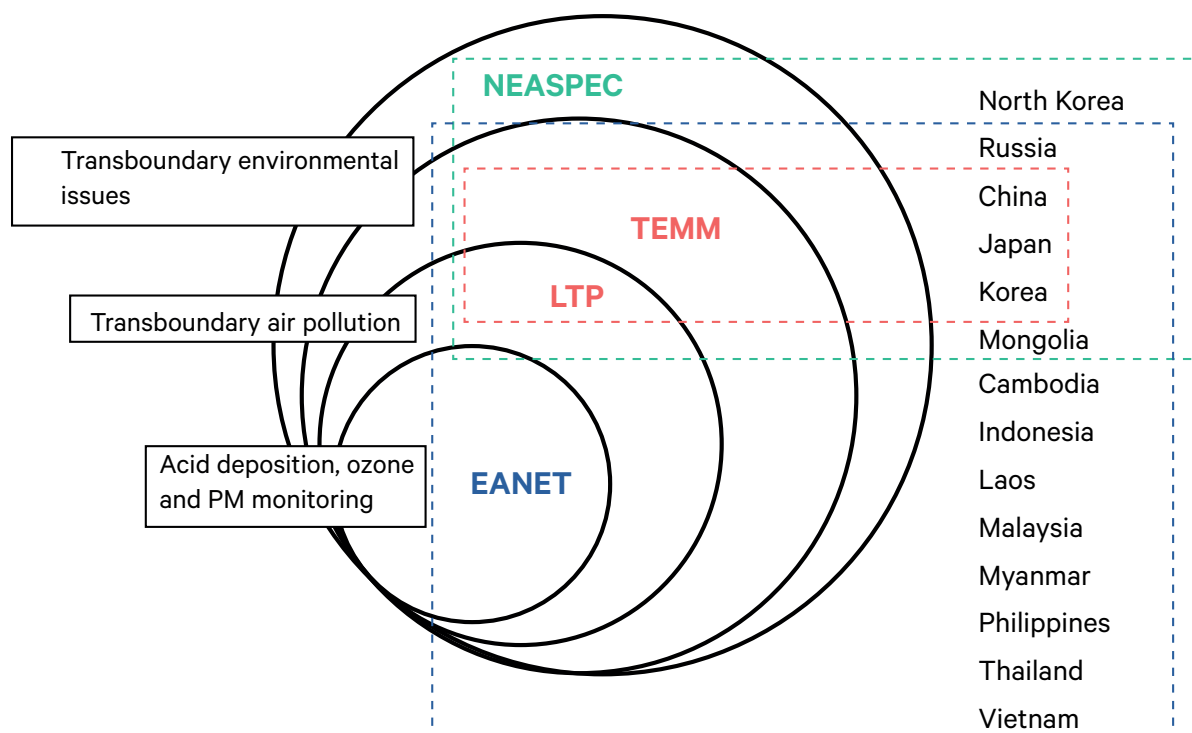 NEASPEC
North Korea
Transboundary environmental
issues
Russia
China
TEMM
Japan
LTP
Korea
Transboundary air pollution
Mongolia
Cambodia
Indonesia
Acid deposition, ozone
and PM monitoring
EANET
Laos
Malaysia
Myanmar
Philippines
Thailand
Vietnam